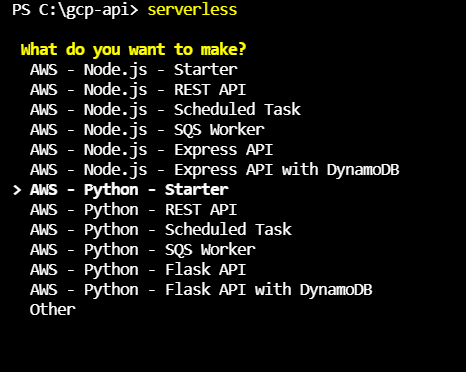 PS C:\gcp-api> serverless
What do you want to make?
AWS - Node.js - Starter
AWS - Node.js - REST API
AWS - Node.js - Scheduled Task
AWS - Node.js - SQS Worker
AWS - Node.js - Express API
AWS - Node.js - Express API with DynamoDB
> AWS - Python - Starter
AWS - Python - REST API
AWS - Python - Scheduled Task
AWS - Python - SQS Worker
AWS - Python - Flask API
AWS - Python - Flask API with DynamoDB
Other